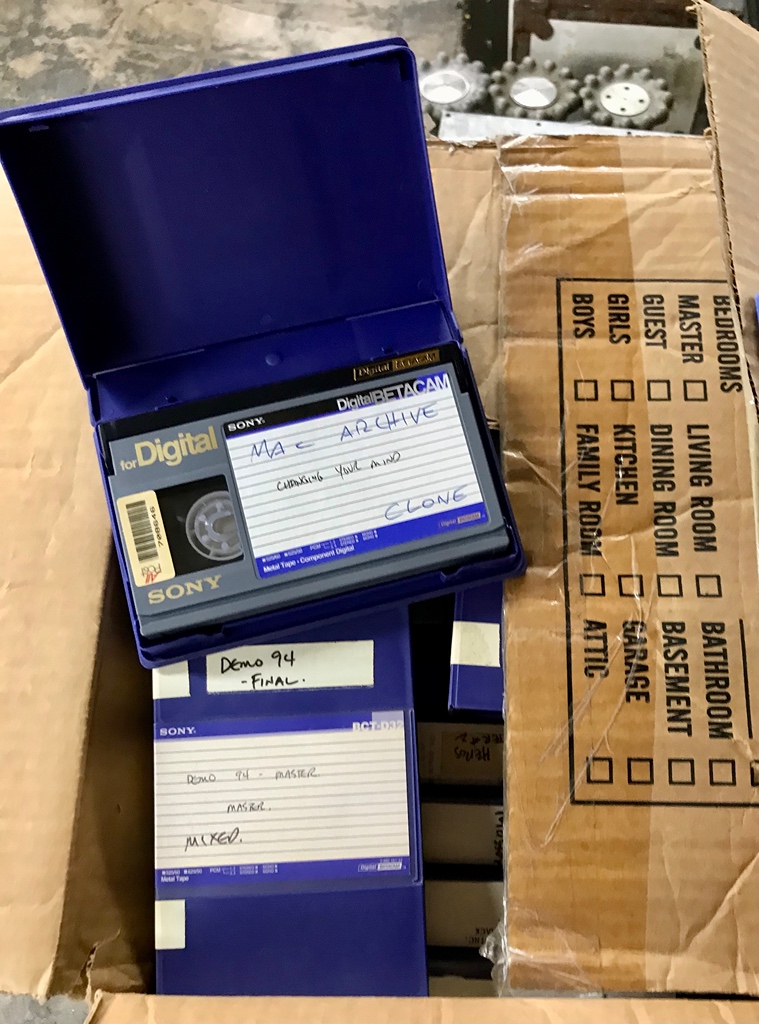 Digital BETACAM
SONY.
DigitalBETACAM
for Digital
MAC ARCHIVE
CHANGING YOUR MIND
CLONE
708646
POST
SONY
Metal Tape - Component Digital
DEMO 94
- FINAL.
SONY.
BCT-D32
DEMO 94 - MASTER
MASTER.
MIXED.
Metal Tape
BEDROOMS
MASTER
GUEST
GIRLS
BOYS
LIVING ROOM
DINING ROOM
KITCHEN
FAMILY ROOM
BATHROOM
BASEMENT
GARAGE
ATTIC